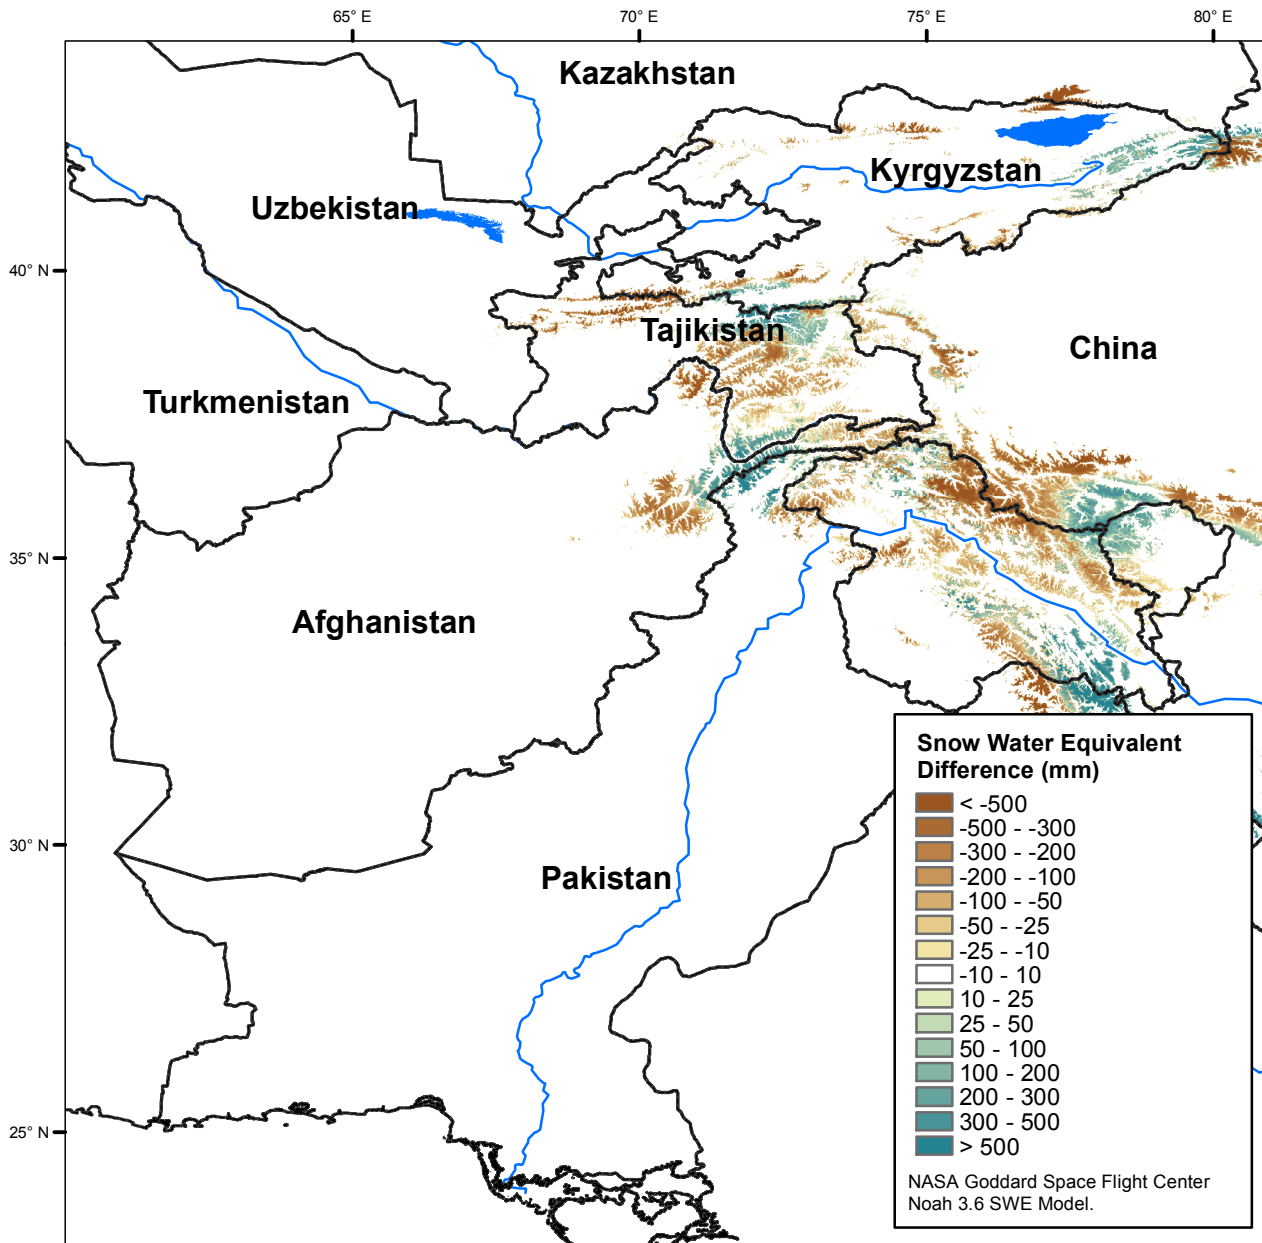 65° E
70° E
75° E
80° E
Kazakhstan
Kyrgyzstan
Uzbekistan
40° N
Tajikistan
China
Turkmenistan
35° N
Afghanistan
30° N
Pakistan
25° N
Snow Water Equivalent
Difference (mm)
< -500
-500 - -300
-300 - -200
-200 - -100
-100 - -50
-50 - -25
-25 - -10
-10 - 10
10 - 25
25 - 50
50 - 100
100 - 200
200 - 300
300 - 500
> 500
NASA Goddard Space Flight Center
Noah 3.6 SWE Model.